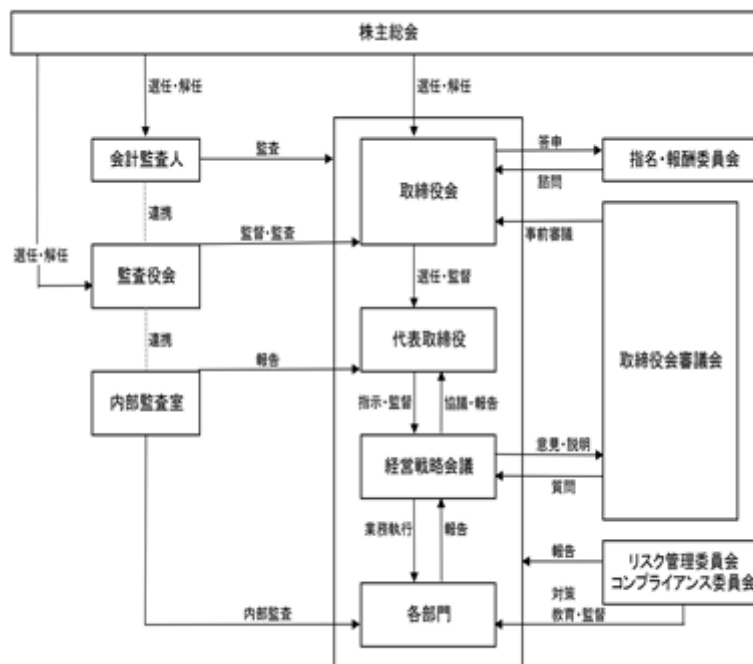 株主総会
選任・解任
選任・解任
会計監査人
監査
取締役会
答申
諮問
指名・報酬委員会
連携
選任・解任
監督・監査
事前審議
監査役会
選任・監督
連携
代表取締役
取締役会審議会
報告
内部監査室
指示・監督
協議・報告
経営戦略会議
意見・説明
質問
業務執行
報告
報告
リスク管理委員会
コンプライアンス委員会
対策
教育・監督
内部監査
各部門